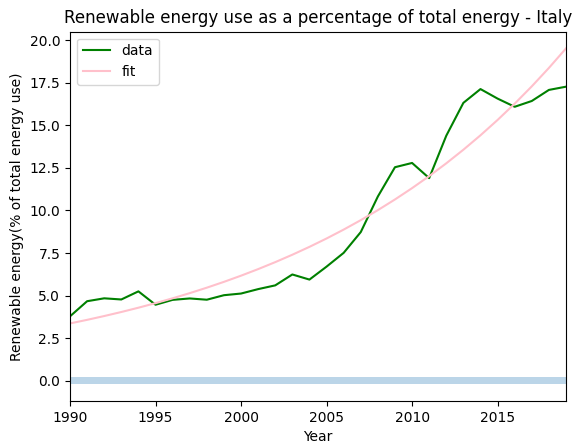 Renewable energy use as a percentage of total energy - Italy
data
fit
Renewable energy(% of total energy use)
20.0
17.5
15.0
12.5
10.0
7.5
5.0
2.5
0.0
1990 1995 2000 2005 2010 2015
Year